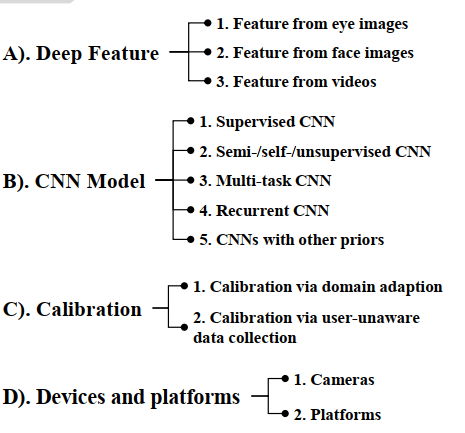 A). Deep Feature
1. Feature from eye images
2. Feature from face images
3. Feature from videos
B). CNN Model
1. Supervised CNN
2. Semi-/self-/unsupervised CNN
3. Multi-task CNN
4. Recurrent CNN
5. CNNs with other priors
C). Calibration
1. Calibration via domain adaption
2. Calibration via user-unaware
data collection
D). Devices and platforms
1. Cameras
2. Platforms